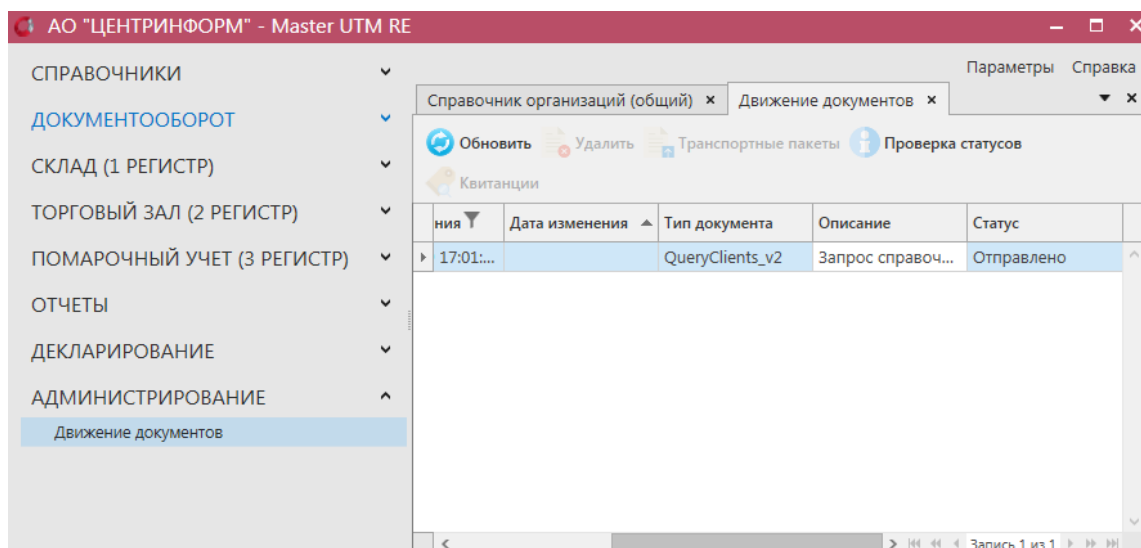 АО "ЦЕНТРИНФОРМ" - Master UTM RE
СПРАВОЧНИКИ
ДОКУМЕНТООБОРОТ
СКЛАД (1 РЕГИСТР)
ТОРГОВЫЙ ЗАЛ (2 РЕГИСТР)
ПОМАРОЧНЫЙ УЧЕТ (3 РЕГИСТР)
ОТЧЕТЫ
ДЕКЛАРИРОВАНИЕ
АДМИНИСТРИРОВАНИЕ
Движение документов
Параметры Справка
Справочник организаций (общий) Движение документов
Обновить Удалить Транспортные пакеты Проверка статусов
Квитанции
ния Дата изменения Тип документа Описание Статус
17:01:... QueryClients_v2 Запрос справоч... Отправлено
Запись 1 из 1